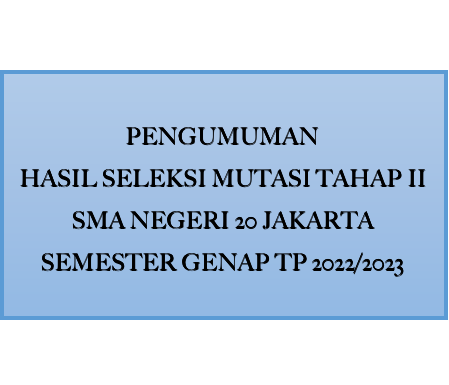 PENGUMUMAN
HASIL SELEKSI MUTASI TAHAP II
SMA NEGERI 20 JAKARTA
SEMESTER GENAP TP 2022/2023